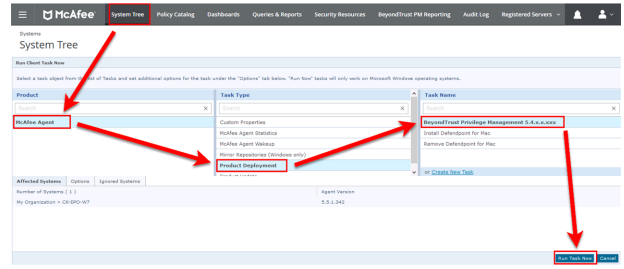 McAfee System Tree Policy Catalog Dashboards Queries & Reports Security Resources BeyondTrust PM Reporting Audit Log Registered Servers
Systems
System Tree
Run Client Task Now
Select a task object from the list of Tasks and set additional options for the task under the "Options" tab below. "Run Now" tasks will only work on Microsoft Windows operating systems.
Product Task Type Task Name
Search × Search × Search ×
McAfee Agent Custom Properties BeyondTrust Privilege Management 5.4.x.x.xxx
McAfee Agent Statistics Install Defendpoint for Mac
McAfee Agent Wakeup Remove Defendpoint for Mac
Mirror Repositories (Windows only)
Product Deployment
Product Update or Create New Task
Affected Systems Options Ignored Systems
Number of Systems ( 1 ) Agent Version
My Organization > CK-EPO-W7 5.5.1.342
Run Task Now Cancel